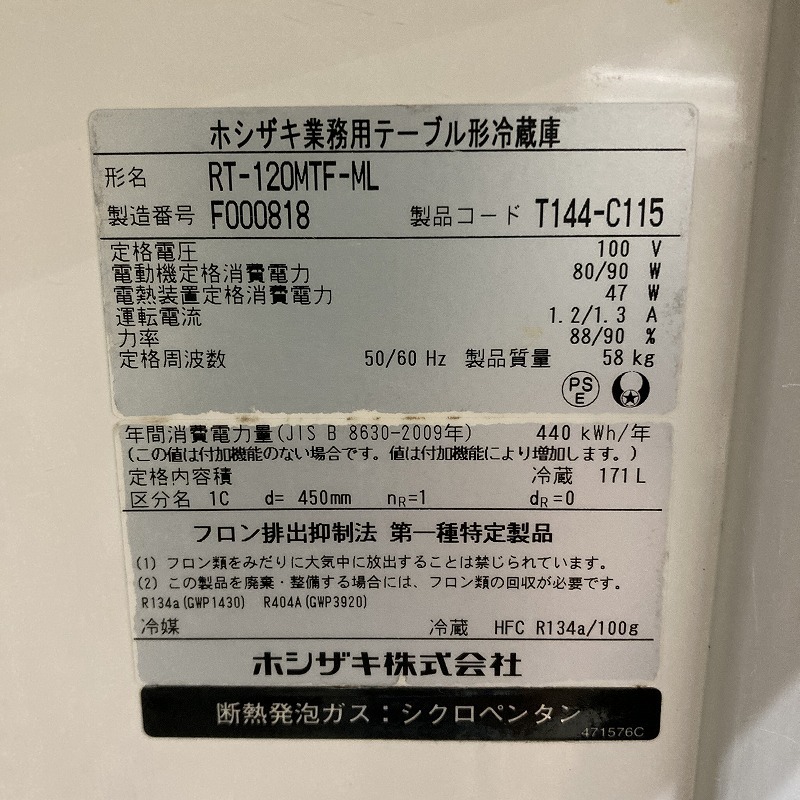 ホシザキ業務用テーブル形冷蔵庫
形名 RT-120MTF-ML
製造番号 F000818 製品コード T144-C115
定格電圧 100 V
電動機定格消費電力 80/90 W
電熱装置定格消費電力 47 W
運転電流 1.2/1.3 A
力率 88/90 %
定格周波数 50/60 Hz 製品質量 58 kg
PS
E
年間消費電力量(JIS B 8630-2009年) 440 kWh/年
(この値は付加機能のない場合です。値は付加機能により増加します。)
定格内容積 冷蔵 171 L
区分名 1C d= 450mm nR=1 dR=0
フロン排出抑制法 第一種特定製品
(1) フロン類をみだりに大気中に放出することは禁じられています。
(2) この製品を廃棄・整備する場合には、フロン類の回収が必要です。
R134a(GWP1430) R404A(GWP3920)
冷媒 冷蔵 HFC R134a/100g
ホシザキ株式会社
断熱発泡ガス：シクロペンタン
471576C